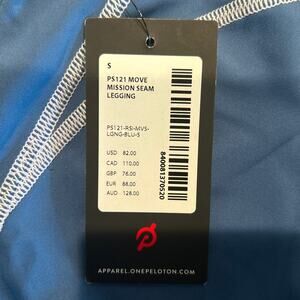 S
PS121 MOVE
MISSION SEAM
LEGGING
PS121-RSI-MVS-
LGNG-BLU-S
USD 82.00
CAD 110.00
GBP 76.00
EUR 88.00
AUD 128.00
840081370520
APPAREL.ONEPELOTON.COM